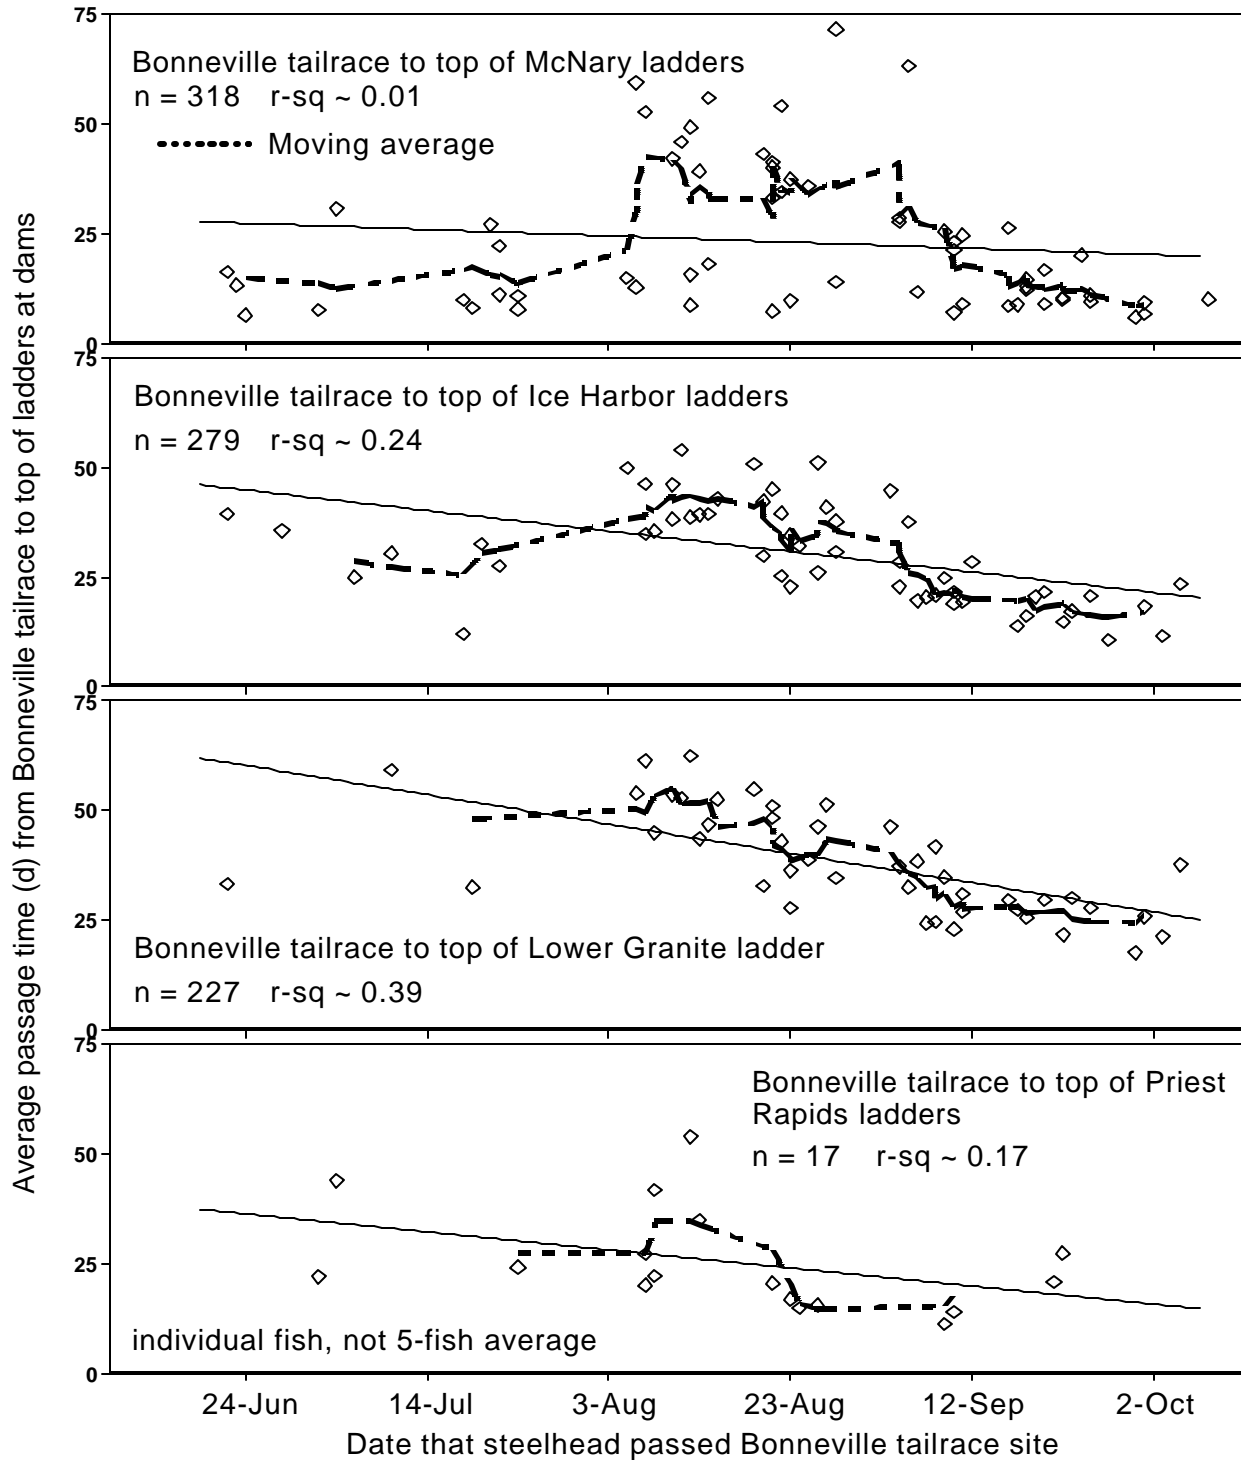 Average passage time (d) from Bonneville tailrace to top of ladders at dams
75
Bonneville tailrace to top of McNary ladders
n = 318 r-sq ~ 0.01
50
Moving average
25
0
75
Bonneville tailrace to top of Ice Harbor ladders
n = 279 r-sq ~ 0.24
50
25
0
75
50
25
Bonneville tailrace to top of Lower Granite ladder
n = 227 r-sq ~ 0.39
0
75
Bonneville tailrace to top of Priest
Rapids ladders
50
n = 17 r-sq ~ 0.17
25
individual fish, not 5-fish average
0
24-Jun 14-Jul 3-Aug 23-Aug 12-Sep 2-Oct
Date that steelhead passed Bonneville tailrace site